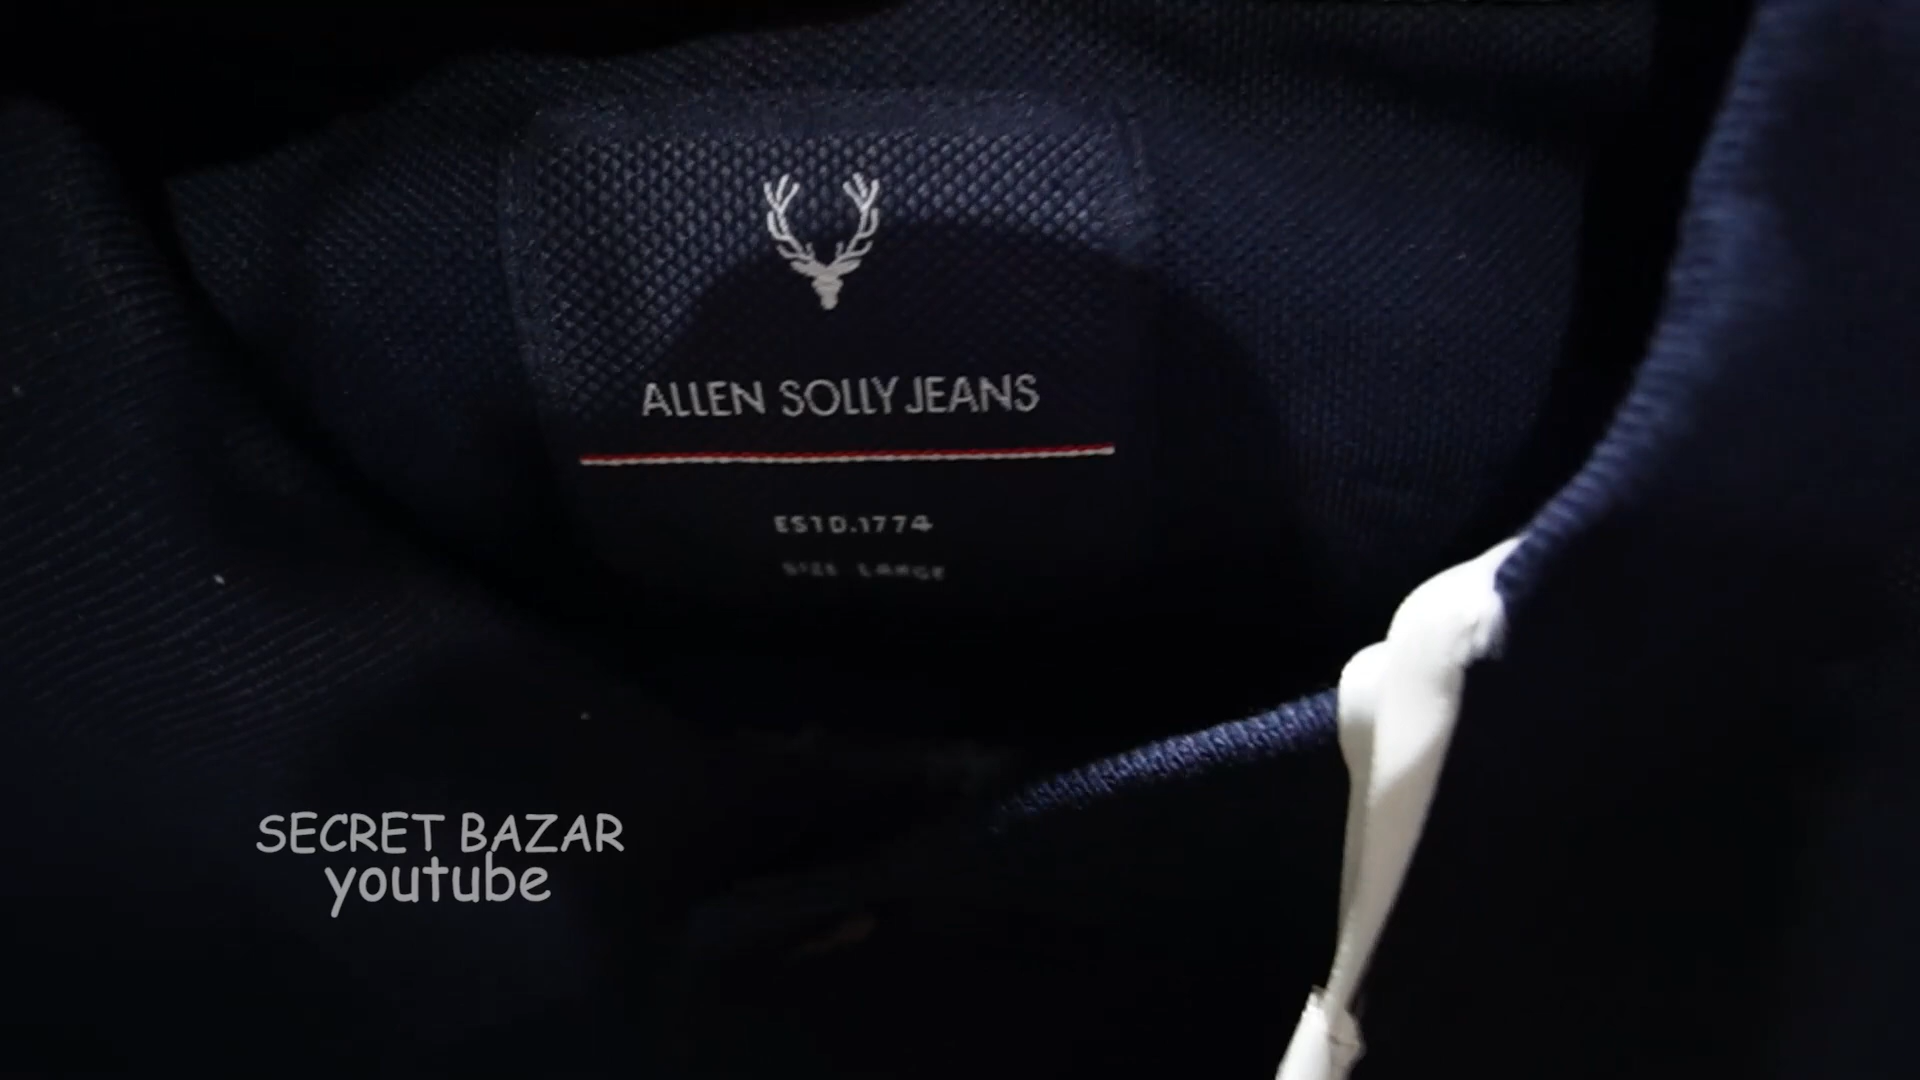 ALLEN SOLLY JEANS
ESTD.1774
SIZE LARGE
SECRET BAZAR
youtube